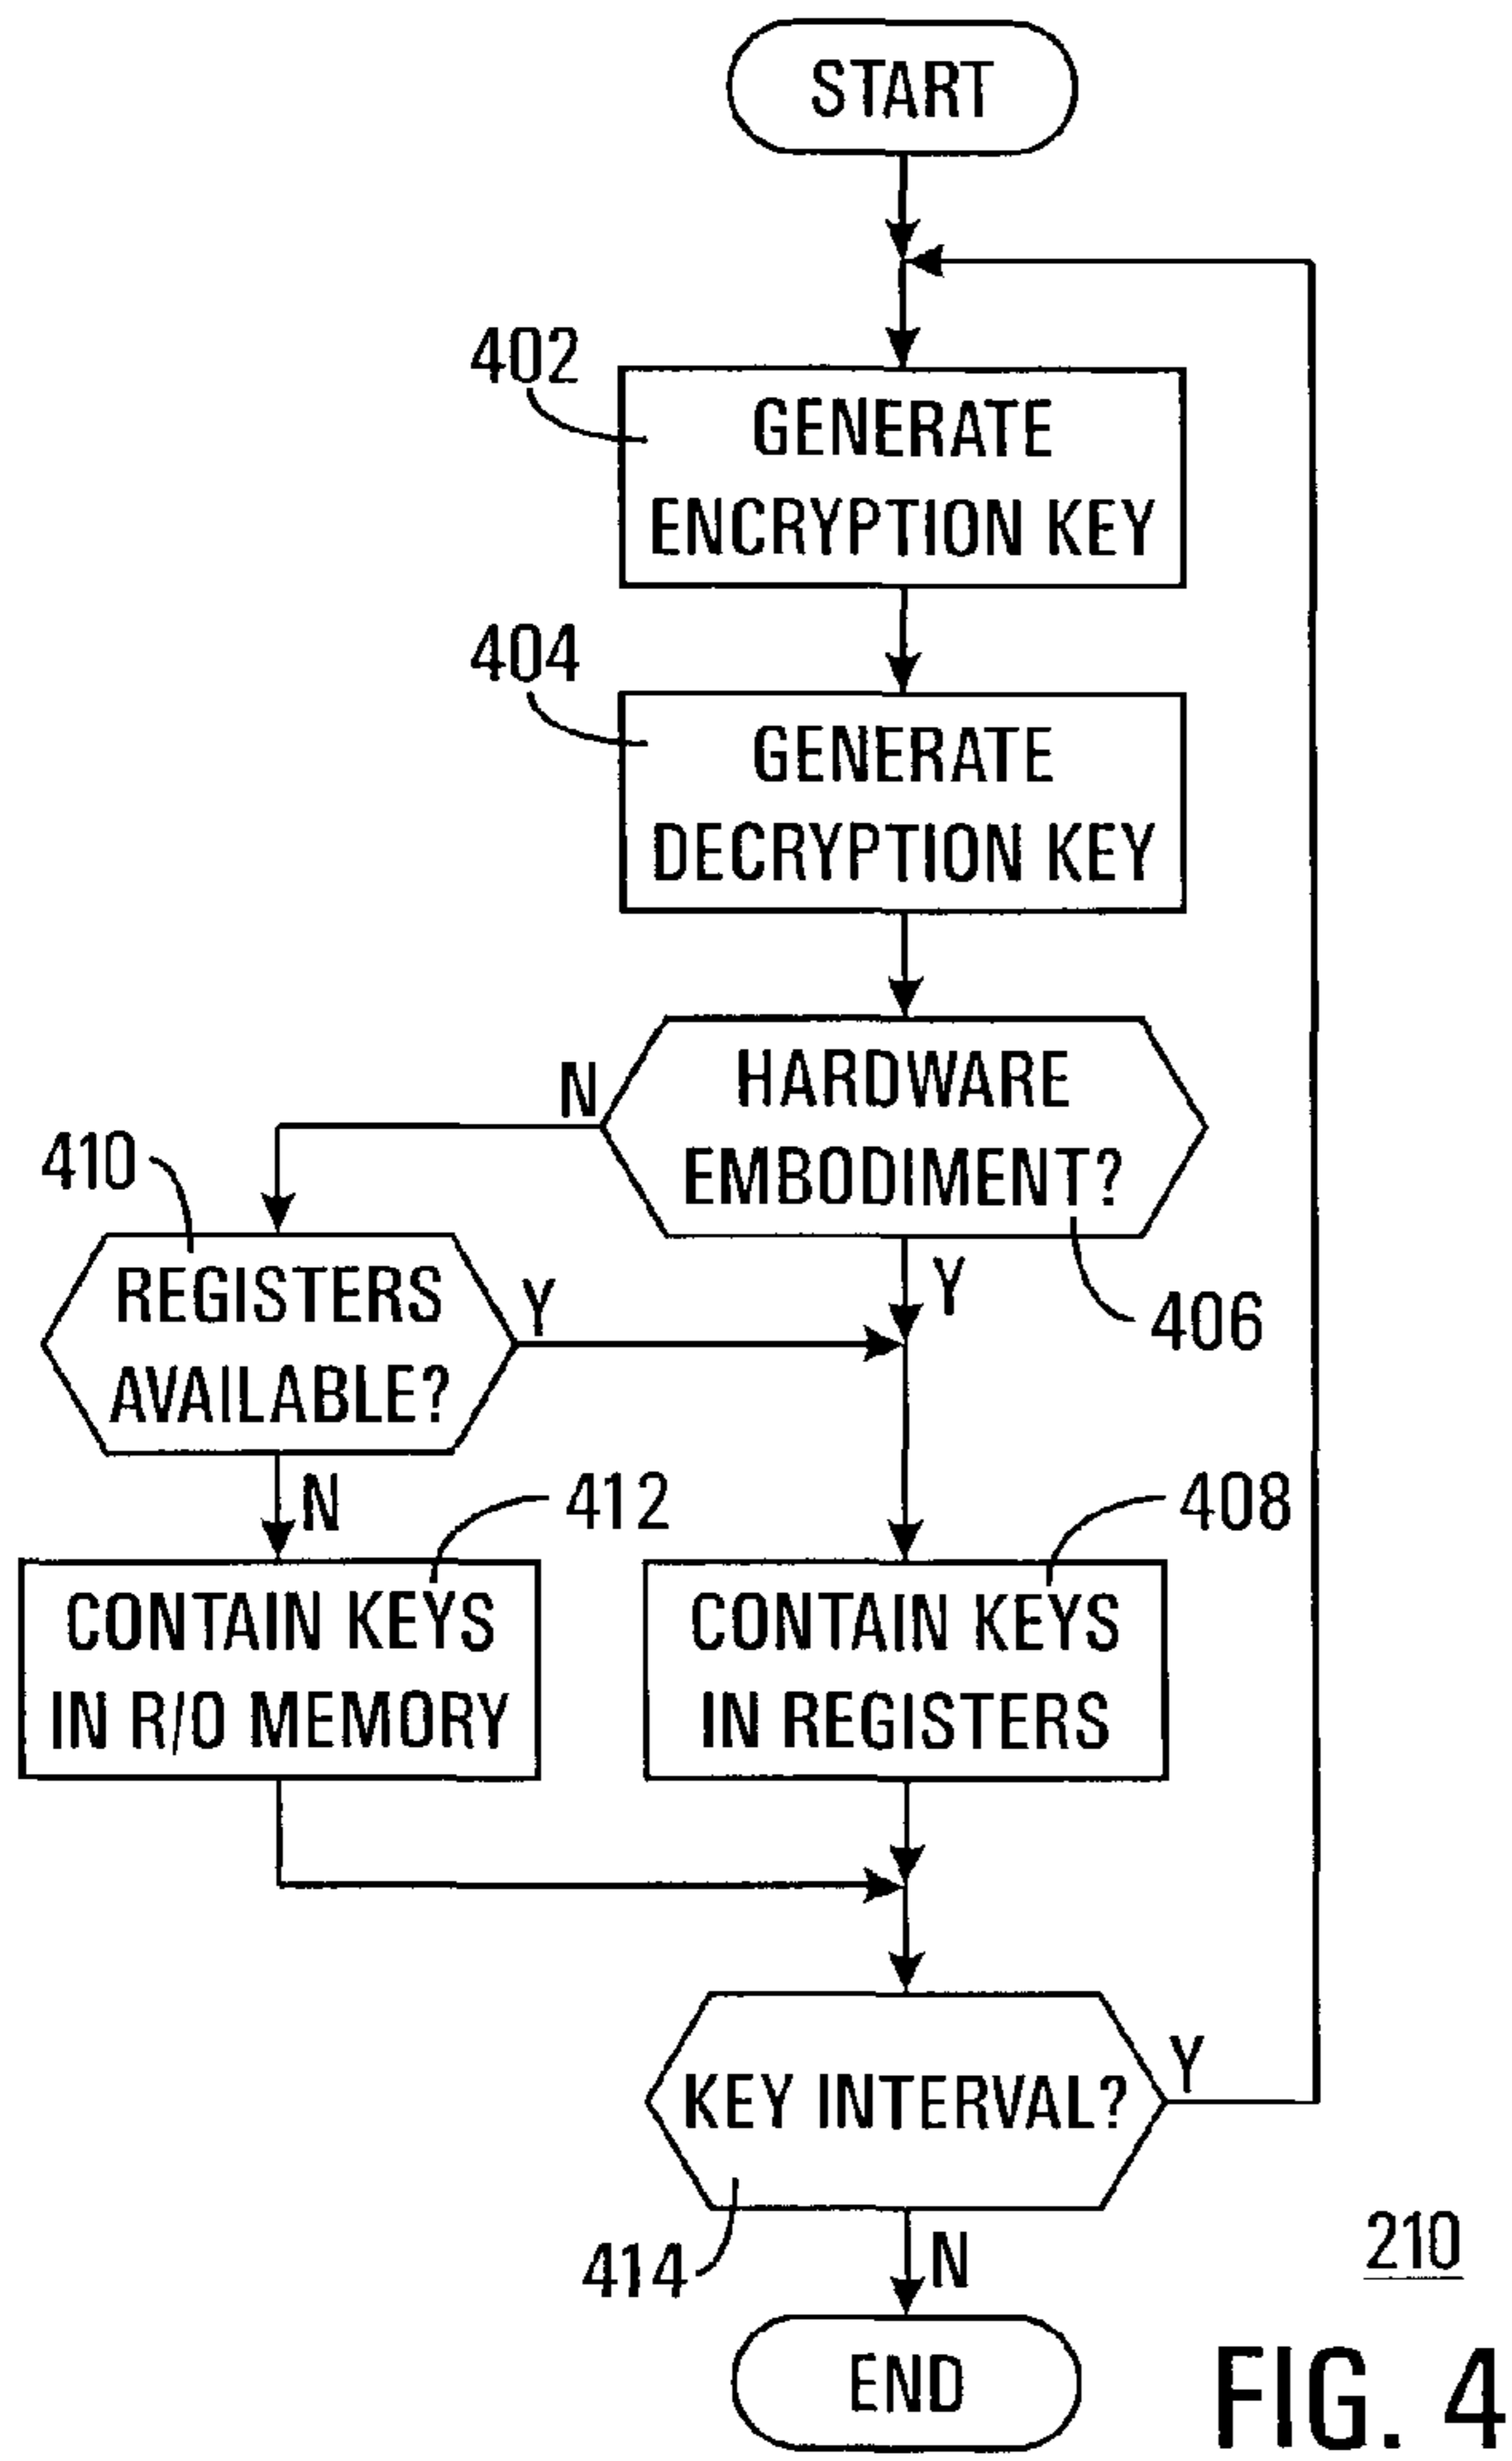 START
402
GENERATE
ENCRYPTION KEY
404
GENERATE
DECRYPTION KEY
N
HARDWARE
EMBODIMENT?
410
REGISTERS
AVAILABLE?
Y
Y
406
N
412
408
CONTAIN KEYS
IN R/O MEMORY
CONTAIN KEYS
IN REGISTERS
KEY INTERVAL?
Y
414
N
210
END
FIG. 4